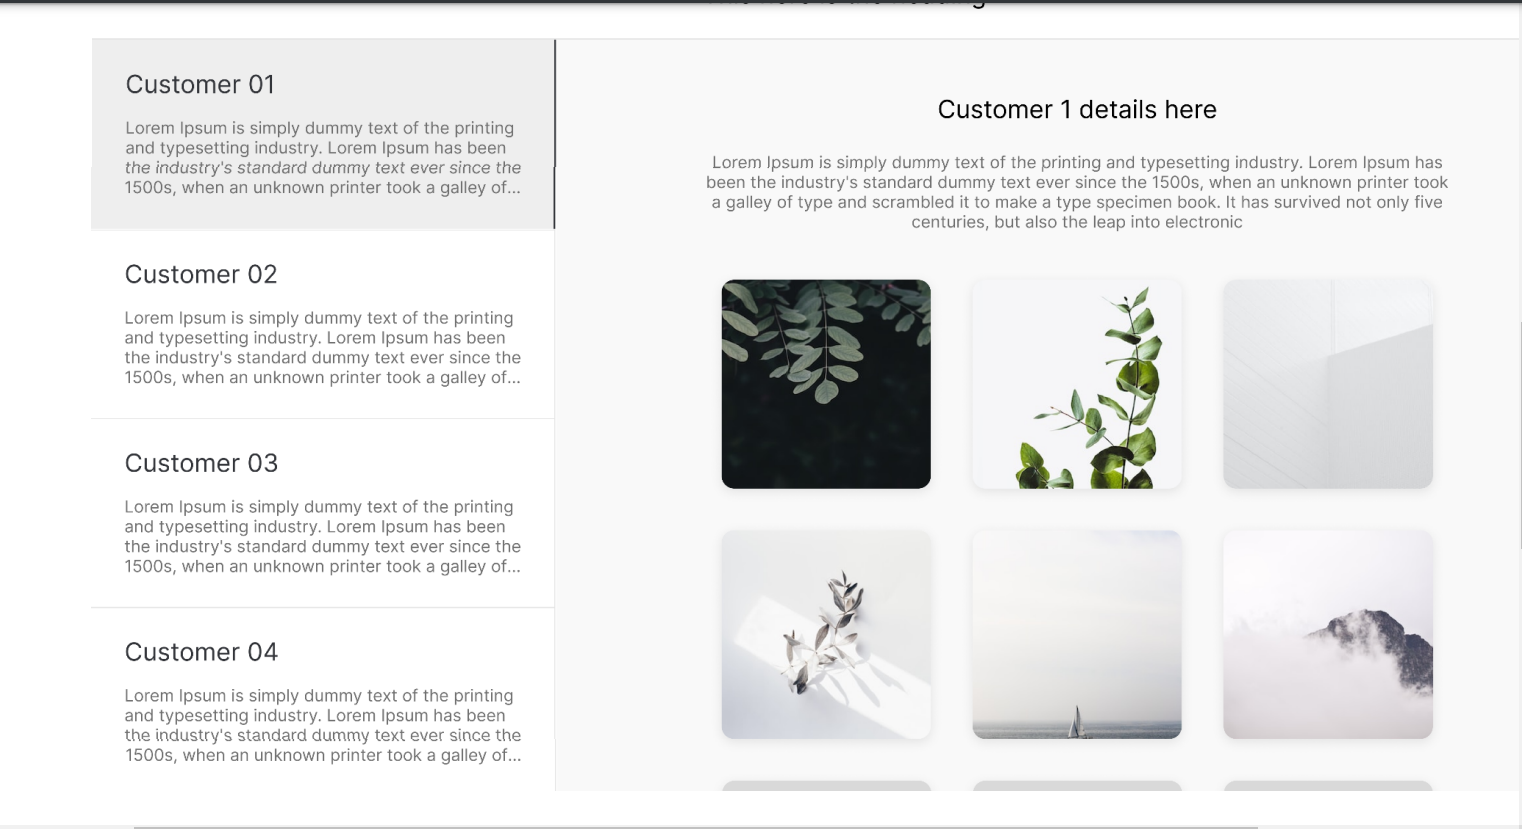 Customer 01
Lorem Ipsum is simply dummy text of the printing
and typesetting industry. Lorem Ipsum has been
the industry's standard dummy text ever since the
1500s, when an unknown printer took a galley of...
Customer 02
Lorem Ipsum is simply dummy text of the printing
and typesetting industry. Lorem Ipsum has been
the industry's standard dummy text ever since the
1500s, when an unknown printer took a galley of...
Customer 03
Lorem Ipsum is simply dummy text of the printing
and typesetting industry. Lorem Ipsum has been
the industry's standard dummy text ever since the
1500s, when an unknown printer took a galley of...
Customer 04
Lorem Ipsum is simply dummy text of the printing
and typesetting industry. Lorem Ipsum has been
the industry's standard dummy text ever since the
1500s, when an unknown printer took a galley of...
Customer 1 details here
Lorem Ipsum is simply dummy text of the printing and typesetting industry. Lorem Ipsum has
been the industry's standard dummy text ever since the 1500s, when an unknown printer took
a galley of type and scrambled it to make a type specimen book. It has survived not only five
centuries, but also the leap into electronic